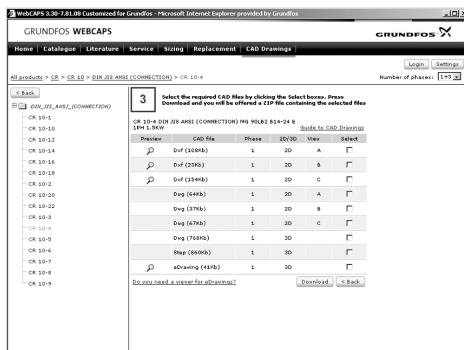 WebCAPS 3.30-7.81.08 Customized for Grundfos - Microsoft Internet Explorer provided by Grundfos
GRUNDFOS WEBCAPS
GRUNDFOS
Home Catalogue Literature Service Sizing Replacement CAD Drawings
Login Settings
All products > CR > CR 10 > DIN JIS ANSI (CONNECTION) > CR 10-4
Number of phases: 1+3
< Back
DIN_JIS_ANSI_(CONNECTION)
CR 10-1
CR 10-10
CR 10-12
CR 10-14
CR 10-16
CR 10-18
CR 10-2
CR 10-20
CR 10-22
CR 10-3
CR 10-4
CR 10-5
CR 10-6
CR 10-7
CR 10-8
CR 10-9
3
Select the required CAD files by clicking the Select boxes. Press
Download and you will be offered a ZIP file containing the selected files
CR 10-4 DIN JIS ANSI (CONNECTION) MG 90LB2 B14-24 B
1PH 1.5KW
Guide to CAD Drawings
Preview CAD file Phase 2D/3D View Select
Dxf (108Kb) 1 2D A
Dxf (23Kb) 1 2D B
Dxf (154Kb) 1 2D C
Dwg (64Kb) 1 2D A
Dwg (37Kb) 1 2D B
Dwg (67Kb) 1 2D C
Dwg (768Kb) 1 3D
Step (860Kb) 1 3D
eDrawing (41Kb) 1 3D
Do you need a viewer for eDrawings?
Download < Back